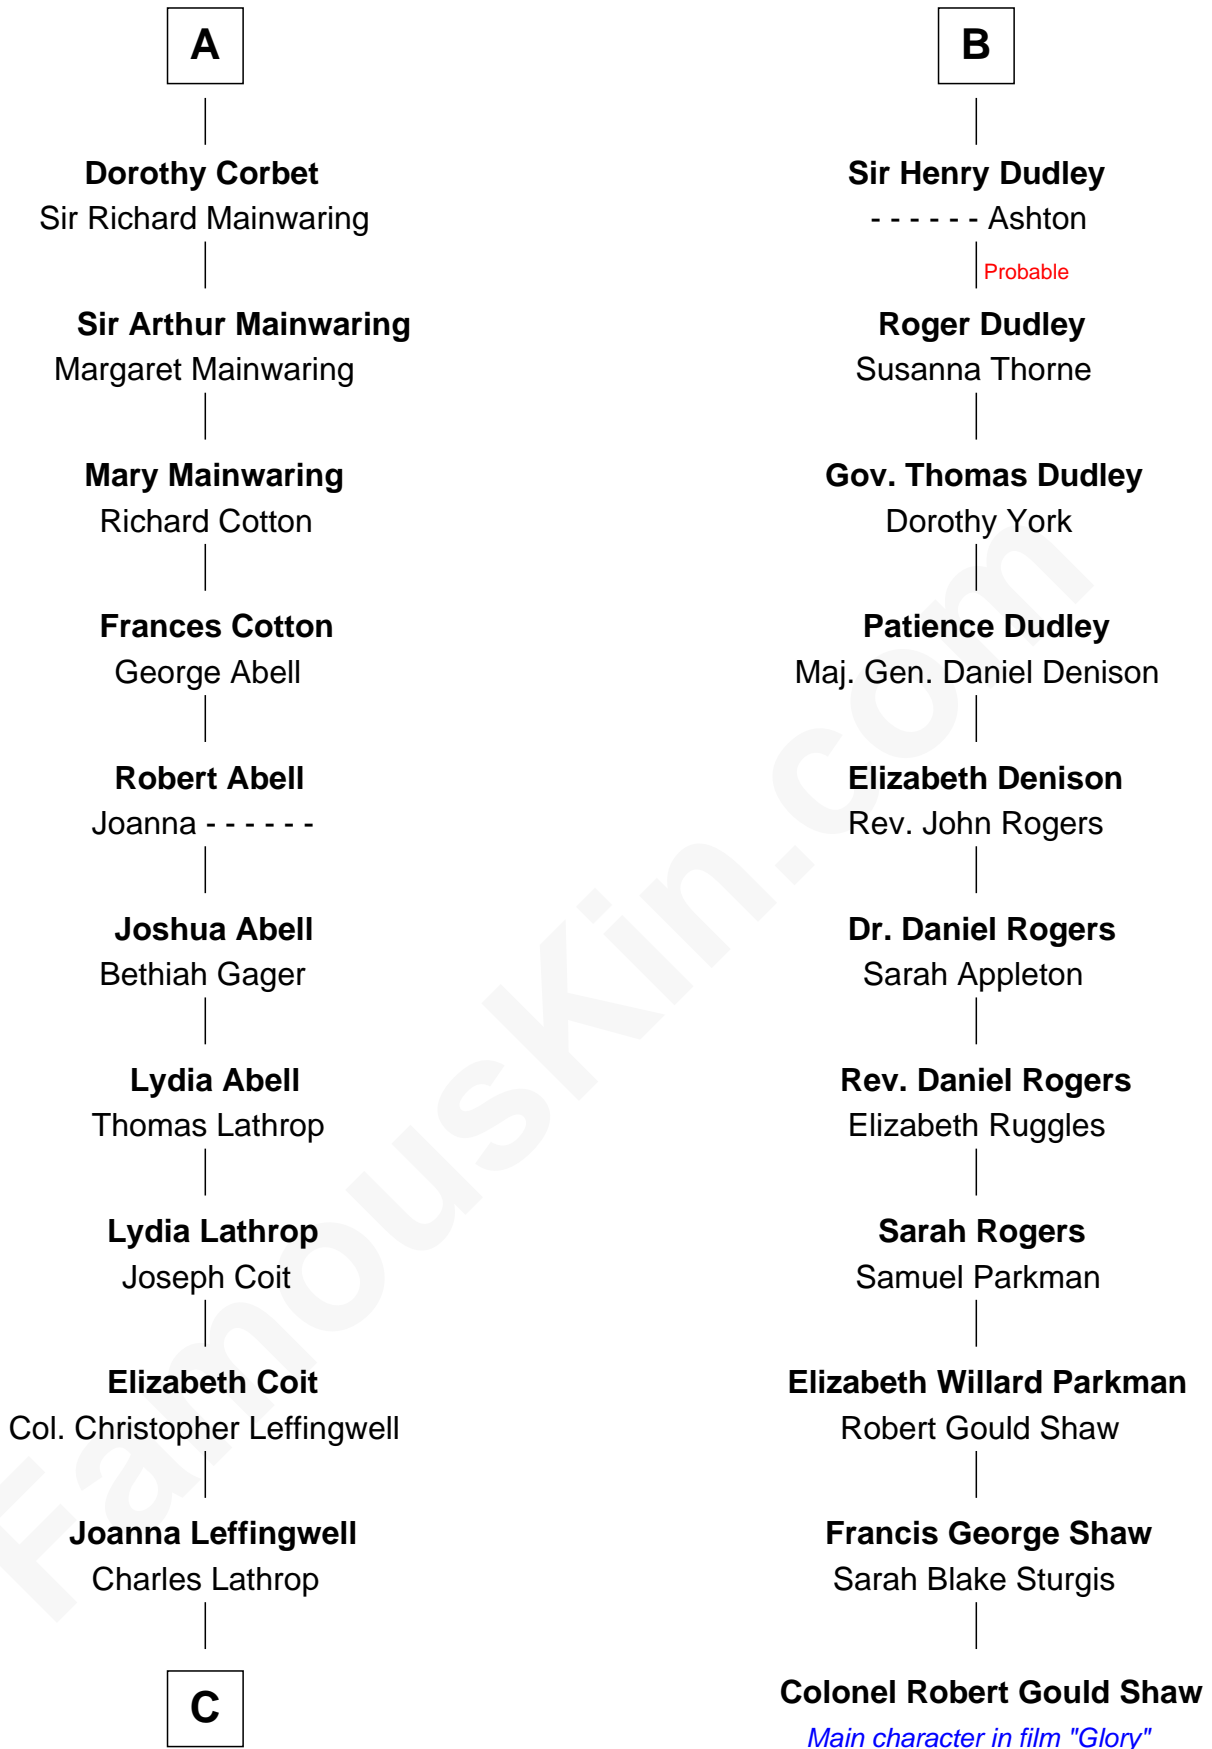 A
Dorothy Corbet
Sir Richard Mainwaring
Sir Arthur Mainwaring
Margaret Mainwaring
Mary Mainwaring
Richard Cotton
Frances Cotton
George Abell
Robert Abell
Joanna - - - - - -
Joshua Abell
Bethiah Gager
Lydia Abell
Thomas Lathrop
Lydia Lathrop
Joseph Coit
Elizabeth Coit
Col. Christopher Leffingwell
Joanna Leffingwell
Charles Lathrop
C
B
Sir Henry Dudley
- - - - - - Ashton
Probable
Roger Dudley
Susanna Thorne
Gov. Thomas Dudley
Dorothy York
Patience Dudley
Maj. Gen. Daniel Denison
Elizabeth Denison
Rev. John Rogers
Dr. Daniel Rogers
Sarah Appleton
Rev. Daniel Rogers
Elizabeth Ruggles
Sarah Rogers
Samuel Parkman
Elizabeth Willard Parkman
Robert Gould Shaw
Francis George Shaw
Sarah Blake Sturgis
Colonel Robert Gould Shaw
Main character in film "Glory"
FamousKin.com